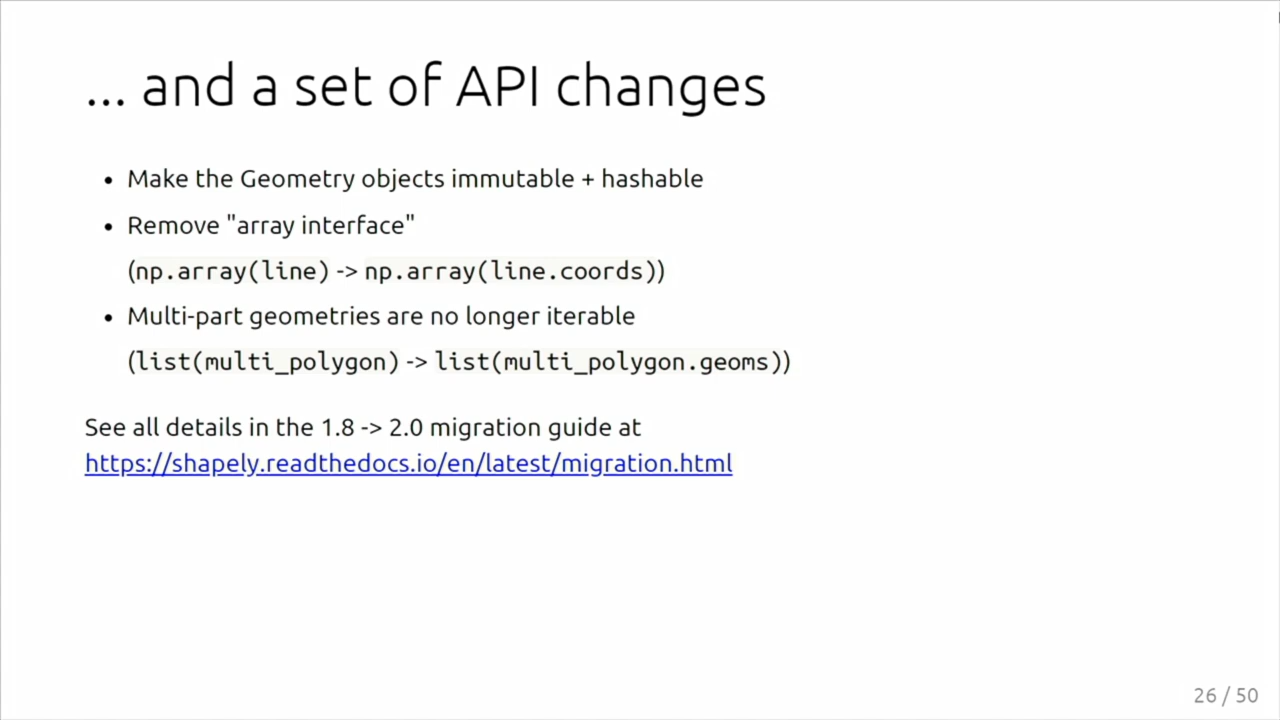 ... and a set of API changes
• Make the Geometry objects immutable + hashable
• Remove "array interface"
(np.array(line) -> np.array(line.coords))
• Multi-part geometries are no longer iterable
(list(multi_polygon) -> list(multi_polygon.geoms))
See all details in the 1.8 -> 2.0 migration guide at
https://shapely.readthedocs.io/en/latest/migration.html
26 / 50